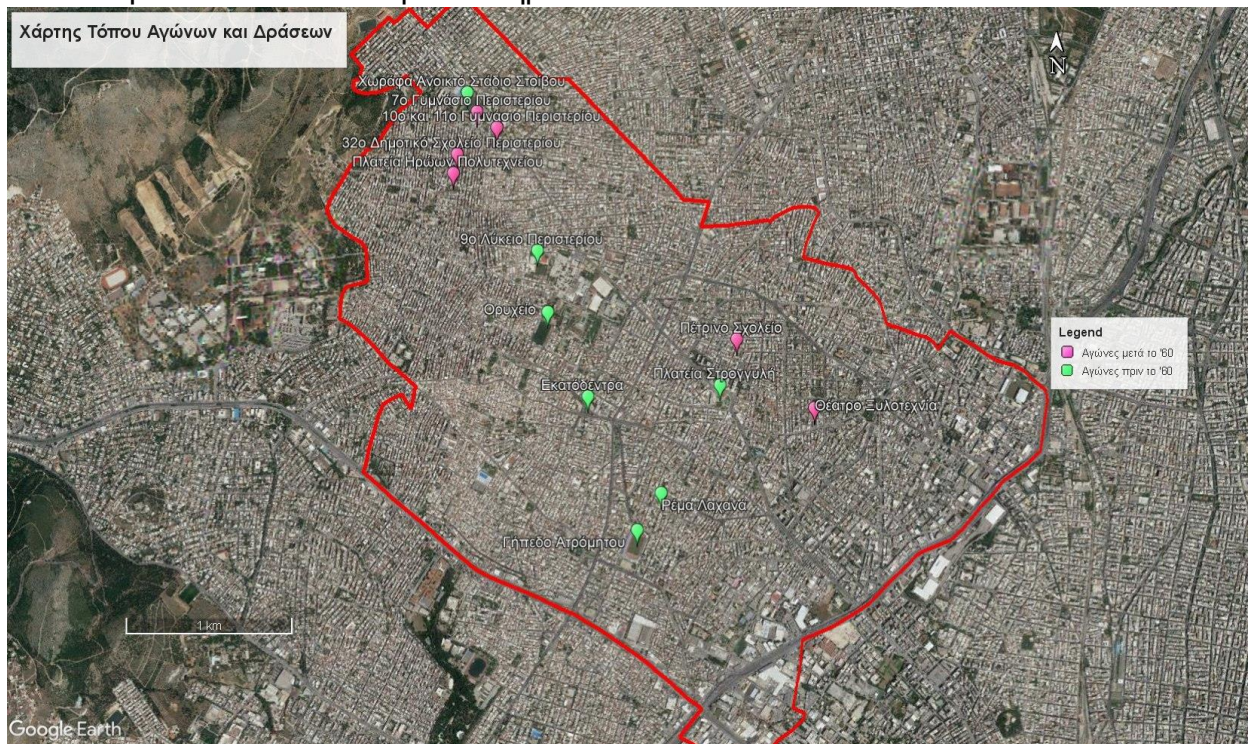 Χάρτης Τόπου Αγώνων και Δράσεων
N
Χωράφα Ανοικτό Στάδιο Στίβου
7ο Γυμνάσιο Περιστερίου
10ο και 11ο Γυμνάσιο Περιστερίου
32ο Δημοτικό Σχολείο Περιστερίου
Πλατεία Ηρώων Πολυτεχνείου
9ο Λύκειο Περιστερίου
Ορυχείο
Πέτρινο Σχολείο
Legend
Αγώνες μετά το '60
Αγώνες πριν το '60
Πλατεία Στρογγυλή
Εκατόδεντρα
Θέατρο Ξυλοτεχνία
Ρέμα Λαχανά
Γήπεδο Ατρόμητου
1 km
Google Earth